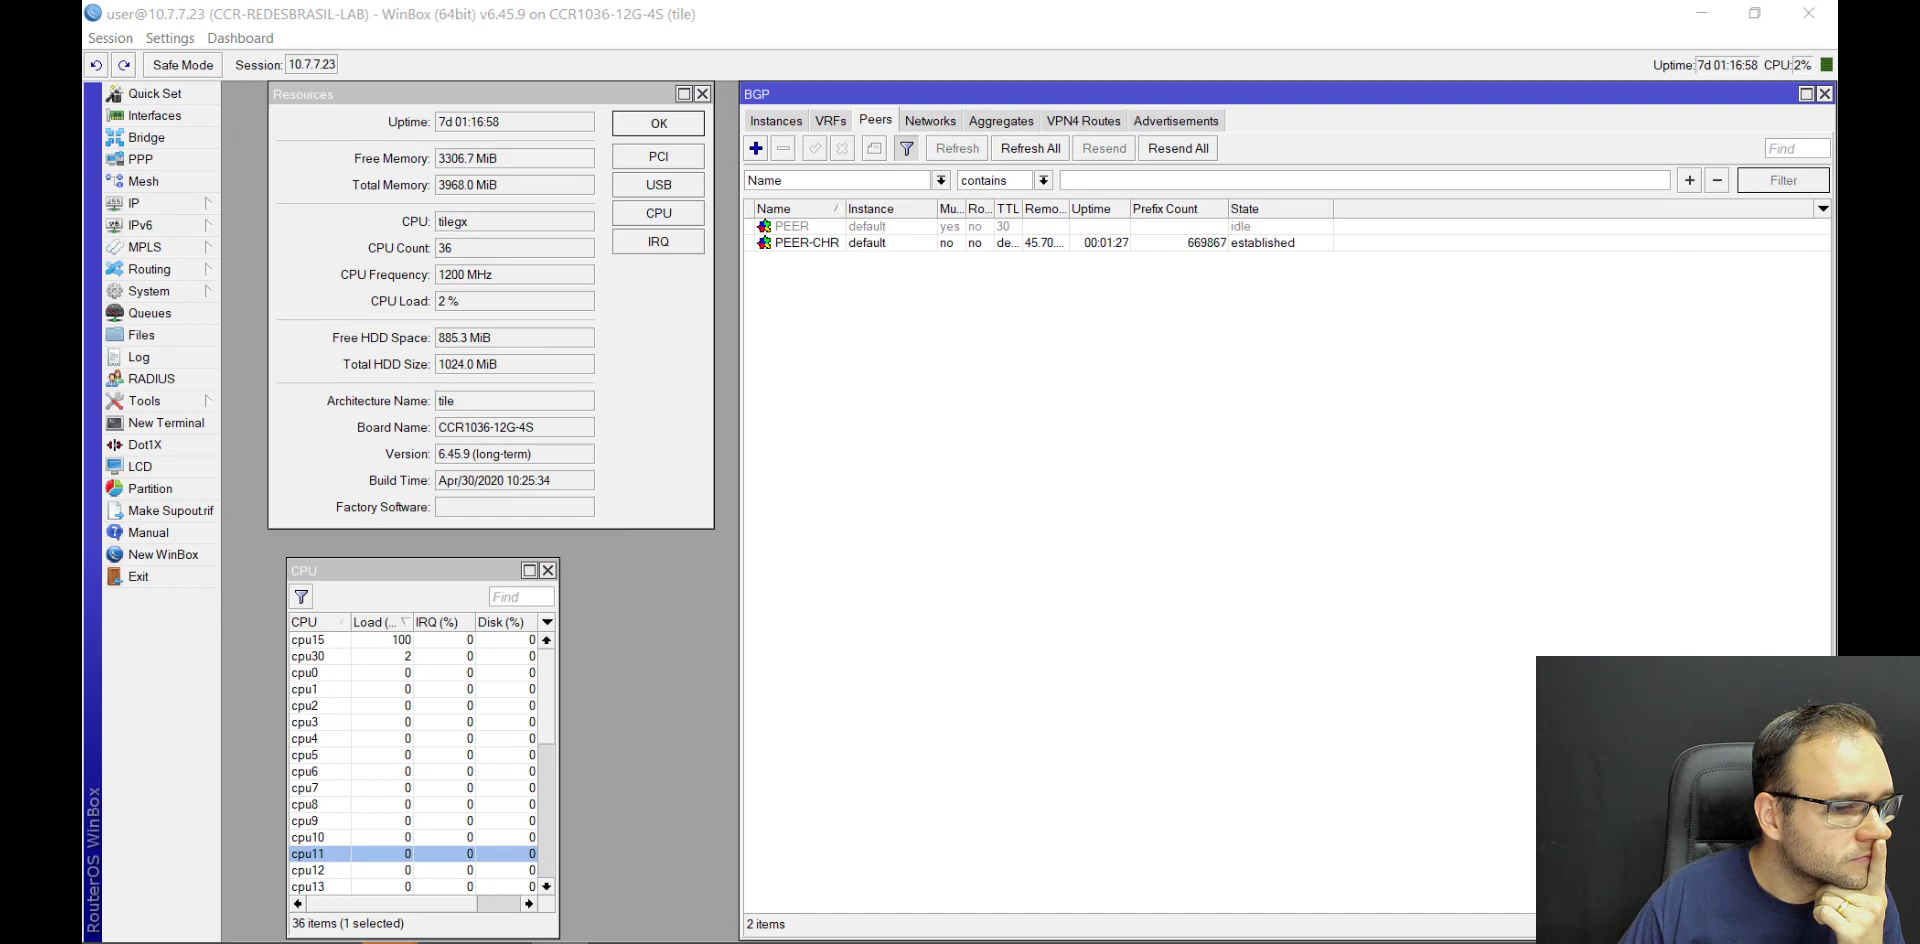 user@10.7.7.23 (CCR-REDESBRASIL-LAB) - WinBox (64bit) v6.45.9 on CCR1036-12G-4S (tile)
Session Settings Dashboard
Safe Mode Session: 10.7.7.23 Uptime: 7d 01:16:58 CPU: 2%
Quick Set
Interfaces
Bridge
PPP
Mesh
IP
IPv6
MPLS
Routing
System
Queues
Files
Log
RADIUS
Tools
New Terminal
Dot1X
LCD
Partition
Make Supout.rif
Manual
New WinBox
Exit
RouterOS WinBox
Resources
Uptime: 7d 01:16:58 OK
Free Memory: 3306.7 MiB PCI
Total Memory: 3968.0 MiB USB
CPU: tilegx CPU
CPU Count: 36 IRQ
CPU Frequency: 1200 MHz
CPU Load: 2 %
Free HDD Space: 885.3 MiB
Total HDD Size: 1024.0 MiB
Architecture Name: tile
Board Name: CCR1036-12G-4S
Version: 6.45.9 (long-term)
Build Time: Apr/30/2020 10:25:34
Factory Software:
CPU
Find
CPU Load (... IRQ (%) Disk (%)
cpu15 100 0 0
cpu30 2 0 0
cpu0 0 0 0
cpu1 0 0 0
cpu2 0 0 0
cpu3 0 0 0
cpu4 0 0 0
cpu5 0 0 0
cpu6 0 0 0
cpu7 0 0 0
cpu8 0 0 0
cpu9 0 0 0
cpu10 0 0 0
cpu11 0 0 0
cpu12 0 0 0
cpu13 0 0 0
36 items (1 selected)
BGP
Instances VRFs Peers Networks Aggregates VPN4 Routes Advertisements
Refresh Refresh All Resend Resend All Find
Name contains + - Filter
Name Instance Mu... Ro... TTL Remo... Uptime Prefix Count State
PEER default yes no 30 idle
PEER-CHR default no no de... 45.70.... 00:01:27 669867 established
2 items